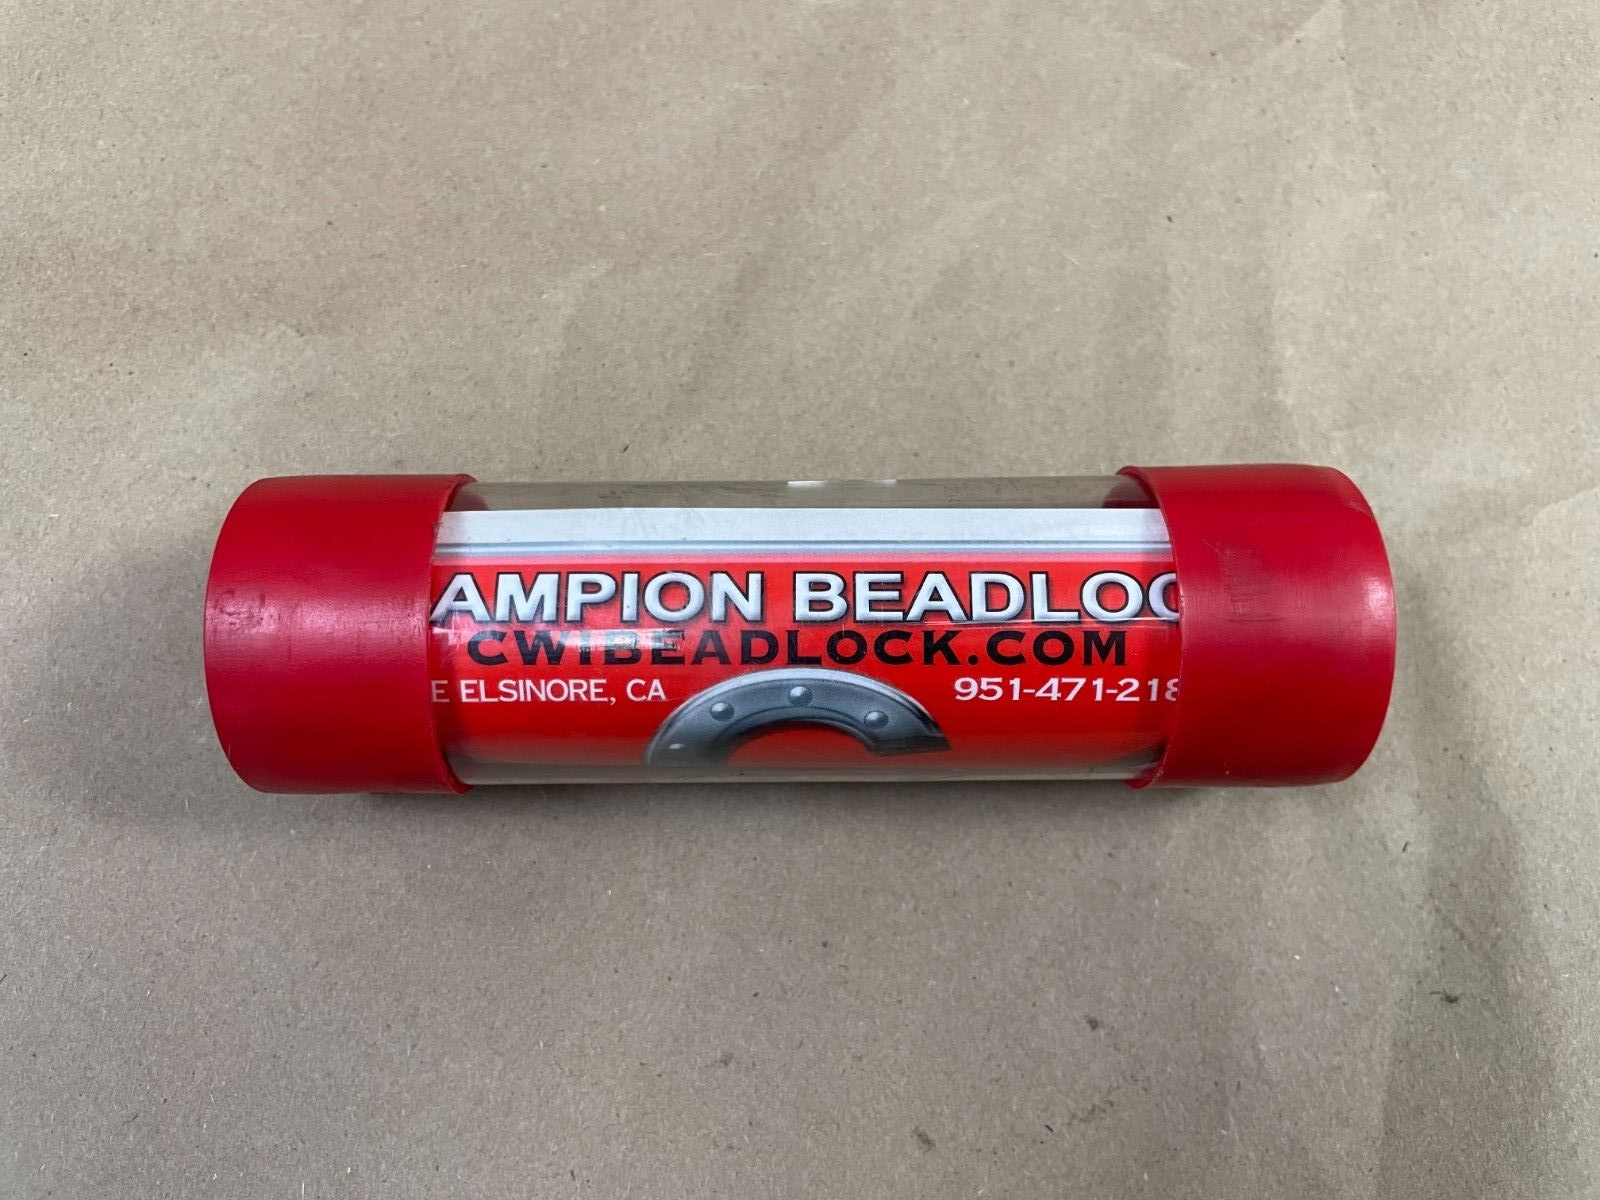 AMPION BEADLOC
CWIBEADLOCK.COM
E ELSINORE, CA
951-471-218